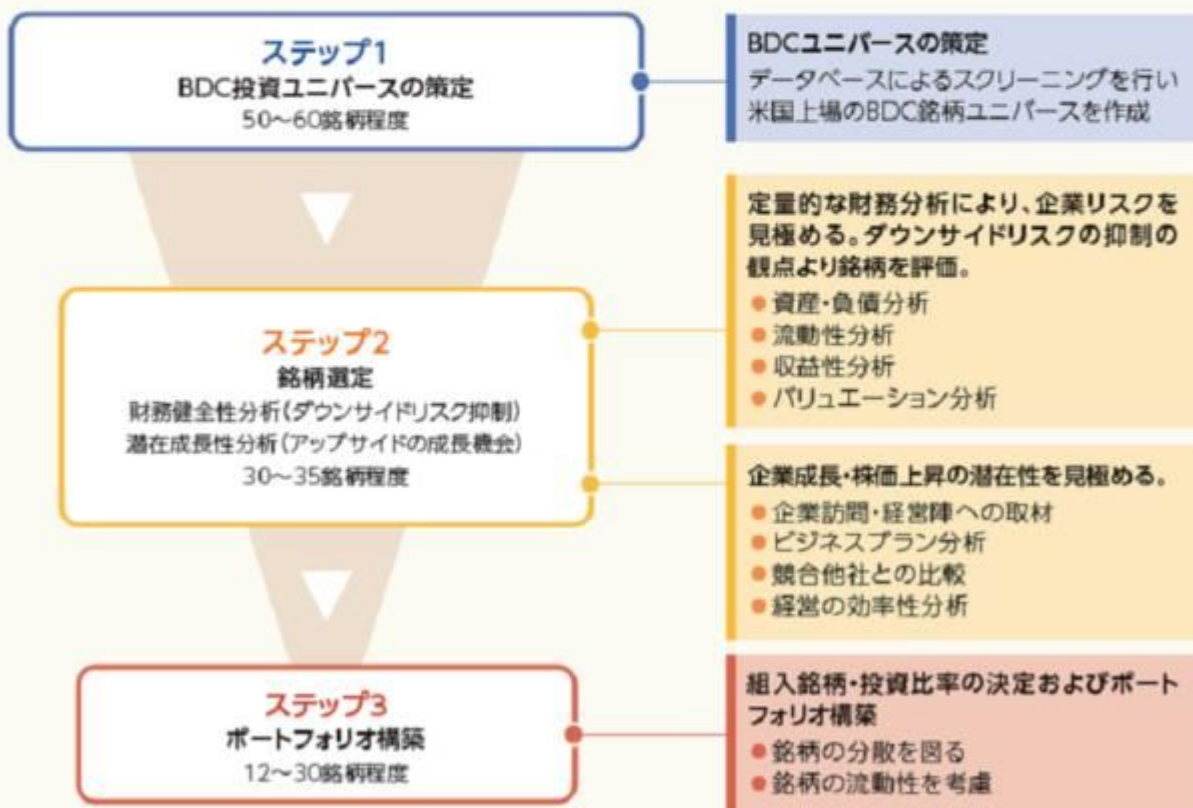 ステップ1
BDC投資ユニバースの策定
50〜60銘柄程度
BDCユニバースの策定
データベースによるスクリーニングを行い
米国上場のBDC銘柄ユニバースを作成
ステップ2
銘柄選定
財務健全性分析(ダウンサイドリスク抑制)
潜在成長性分析(アップサイドの成長機会)
30〜35銘柄程度
定量的な財務分析により、企業リスクを
見極める。ダウンサイドリスクの抑制の
観点より銘柄を評価。
●資産・負債分析
●流動性分析
●収益性分析
●バリュエーション分析
企業成長・株価上昇の潜在性を見極める。
●企業訪問・経営陣への取材
●ビジネスプラン分析
●競合他社との比較
●経営の効率性分析
ステップ3
ポートフォリオ構築
12〜30銘柄程度
組入銘柄・投資比率の決定およびポート
フォリオ構築
●銘柄の分散を図る
●銘柄の流動性を考慮